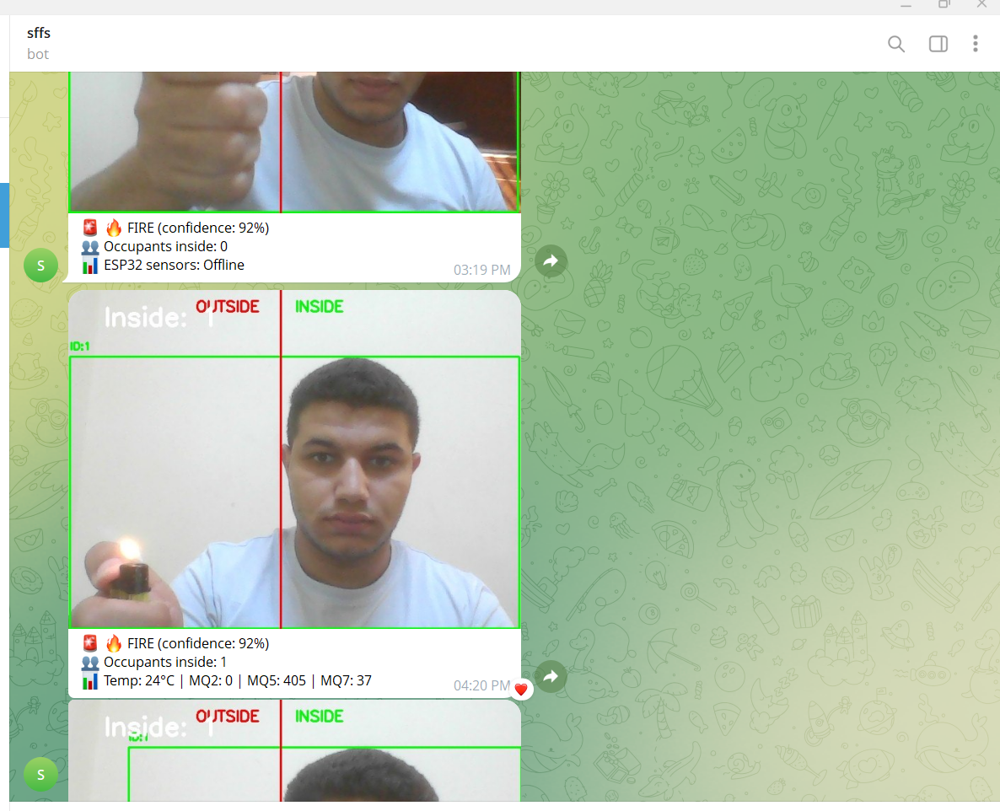 sffs
bot
🚨 🔥 FIRE (confidence: 92%)
👥 Occupants inside: 0
📊 ESP32 sensors: Offline
03:19 PM
S
OUTSIDE INSIDE
Inside: 1
ID:1
🚨 🔥 FIRE (confidence: 92%)
👥 Occupants inside: 1
📊 Temp: 24°C | MQ2: 0 | MQ5: 405 | MQ7: 37
04:20 PM
OUTSIDE INSIDE
Inside: 1
ID:1
S